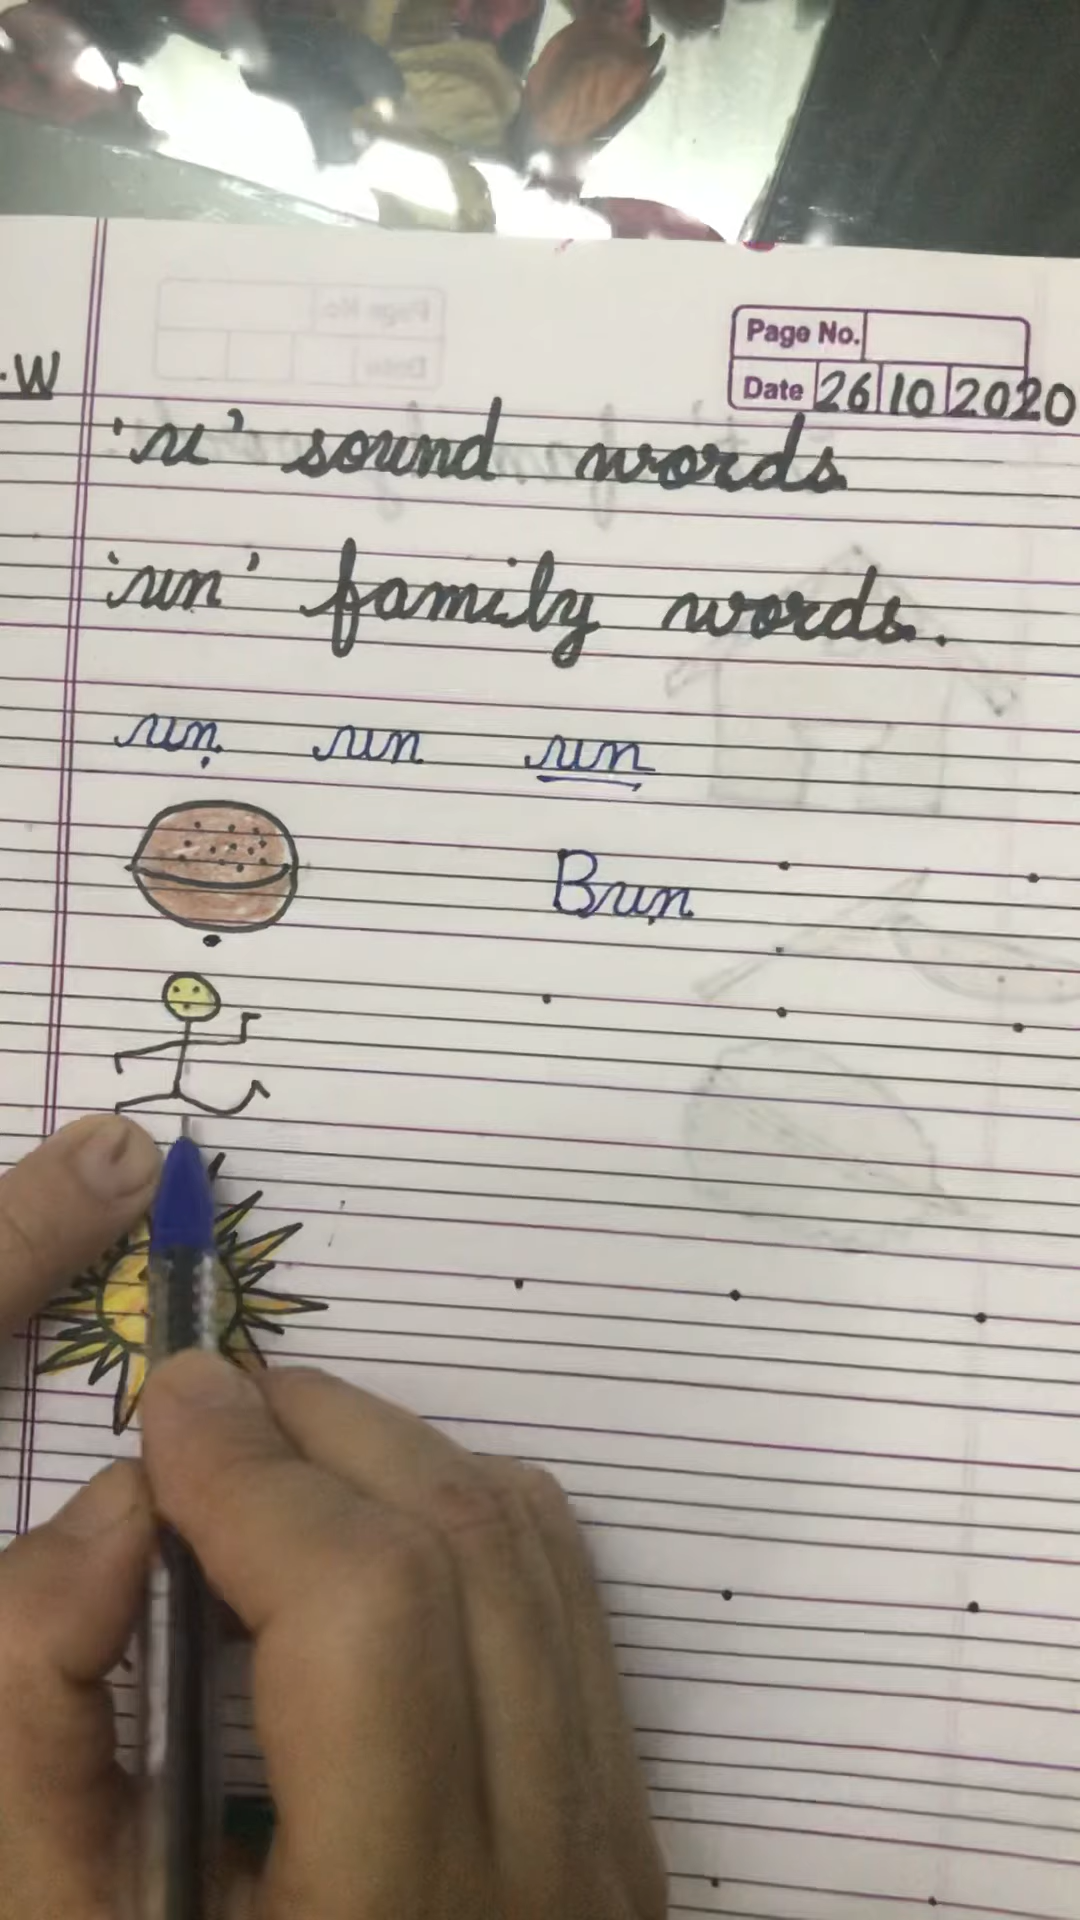 Page No.
Date 26 10 2020
.W
'u' sound words.
'un' family words.
un un un
Bun